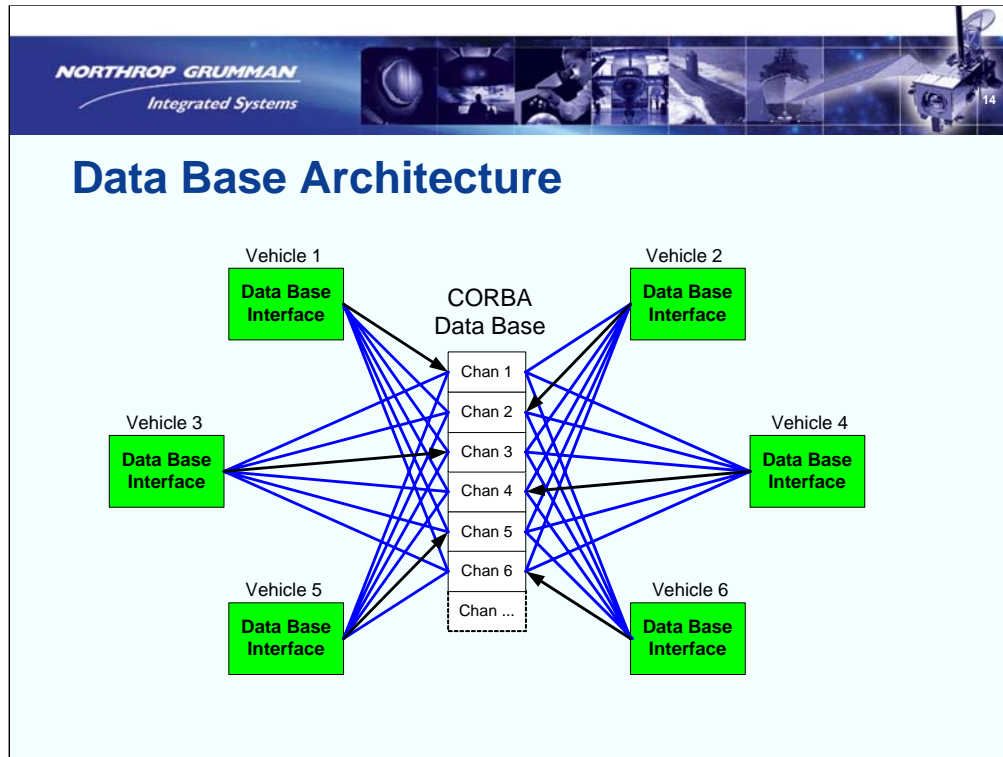 NORTHROP GRUMMAN
Integrated Systems
14
Data Base Architecture
Vehicle 1
Data Base
Interface
Vehicle 2
Data Base
Interface
CORBA
Data Base
Chan 1
Chan 2
Chan 3
Chan 4
Chan 5
Chan 6
Chan ...
Vehicle 3
Data Base
Interface
Vehicle 4
Data Base
Interface
Vehicle 5
Data Base
Interface
Vehicle 6
Data Base
Interface